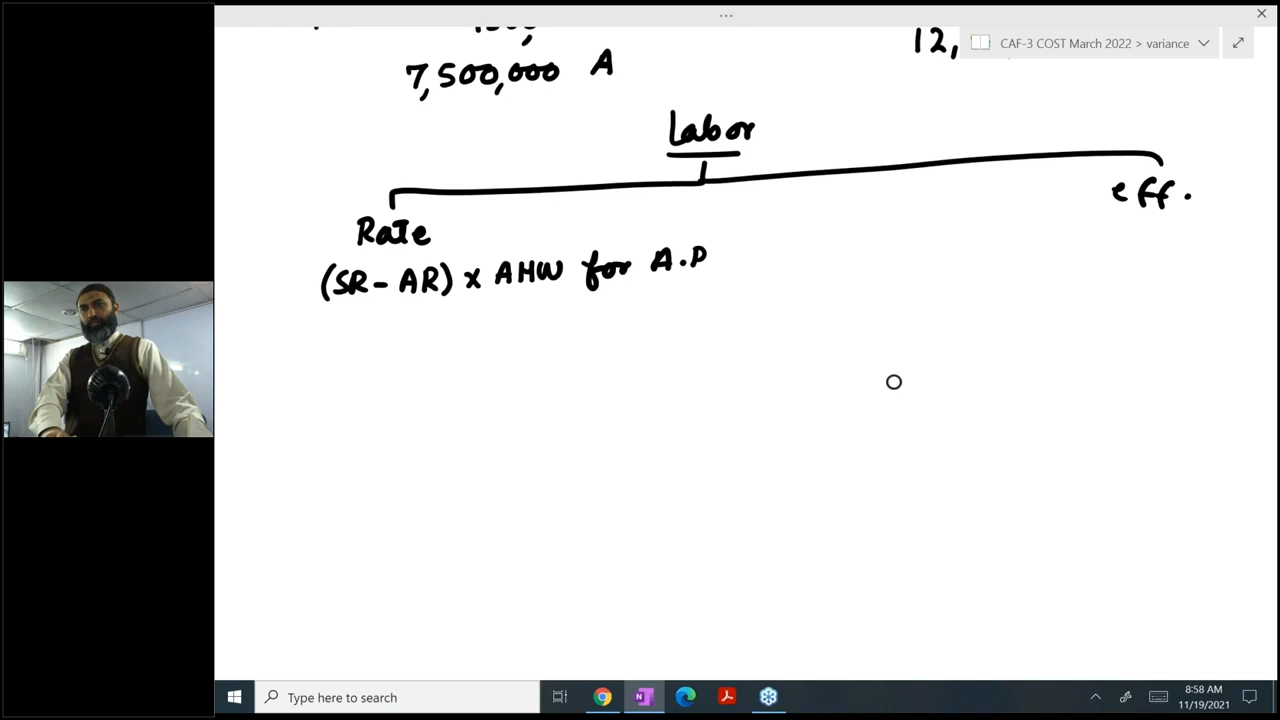 12,
CAF-3 COST March 2022 > variance
7,500,000 A
Labor
Rate
eff.
(SR - AR) x AHW for A.P
Type here to search
8:58 AM
11/19/2021